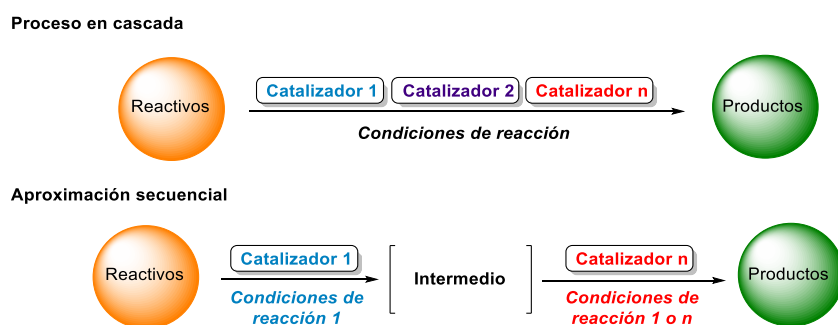 Proceso en cascada
Reactivos
Catalizador 1 Catalizador 2 Catalizador n
Condiciones de reacción
Productos
Aproximación secuencial
Reactivos
Catalizador 1
Condiciones de
reacción 1
Intermedio
Catalizador n
Condiciones de
reacción 1 o n
Productos